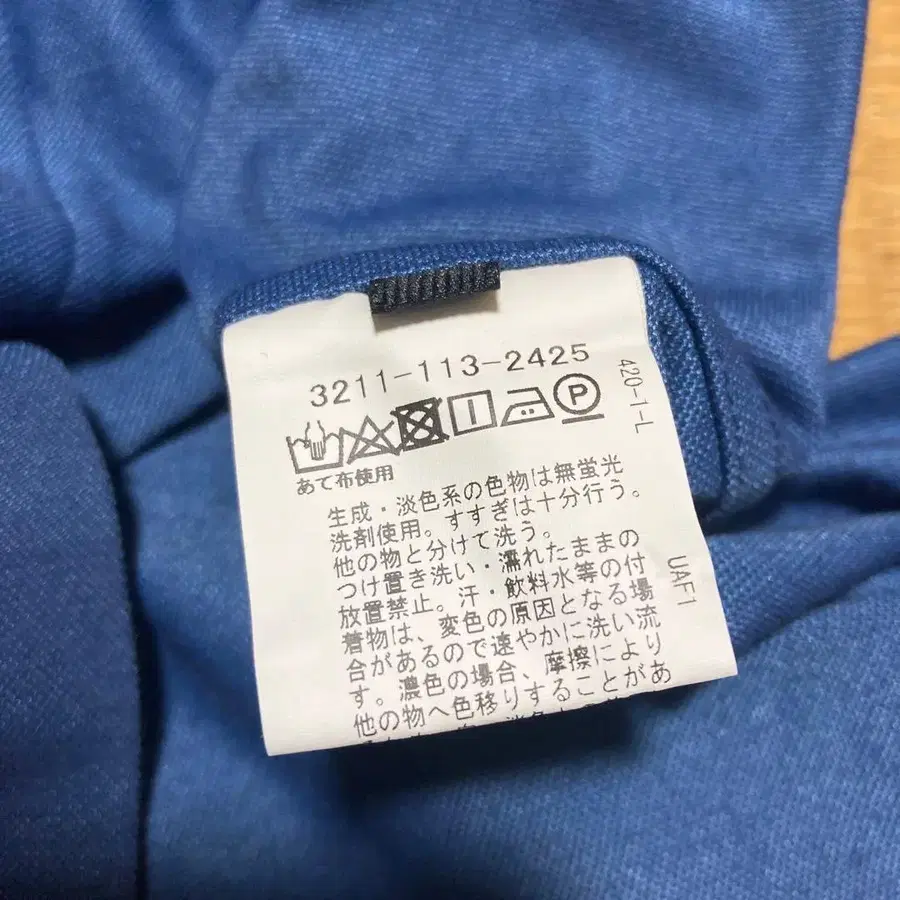 3211-113-2425
420-1-L
P
あて布使用
生成・淡色系の色物は無蛍光
洗剤使用。すすぎは十分行う。
他の物と分けて洗う。
つけ置き洗い・濡れたままの
放置禁止。汗・飲料水等の付
着物は、変色の原因となる場
合があるので速やかに洗い流
す。濃色の場合、摩擦により
他の物へ色移りすることがあ
UAF1